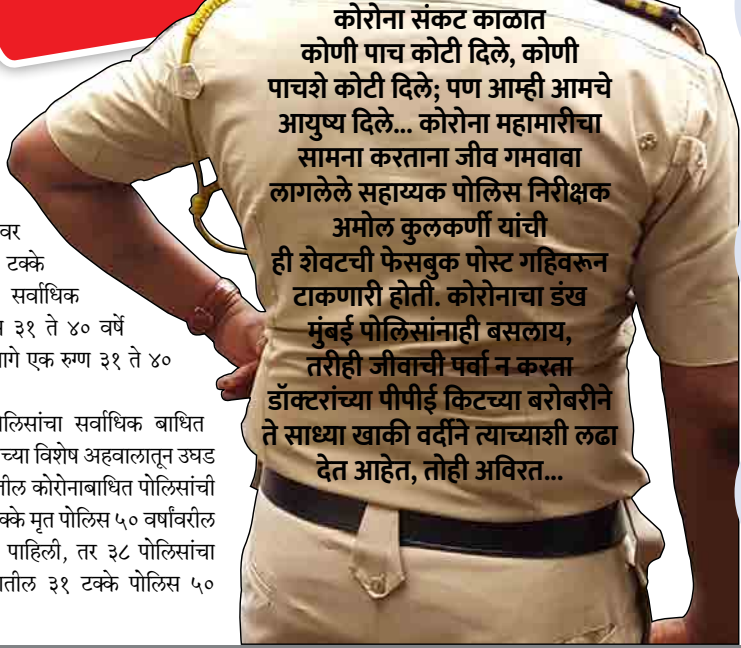 कोरोना संकट काळात
कोणी पाच कोटी दिले, कोणी
पाचशे कोटी दिले; पण आम्ही आमचे
आयुष्य दिले... कोरोना महामारीचा
सामना करताना जीव गमवावा
लागलेले सहाय्यक पोलिस निरीक्षक
अमोल कुलकर्णी यांची
ही शेवटची फेसबुक पोस्ट गहिवरून
टाकणारी होती. कोरोनाचा डंख
मुंबई पोलिसांनाही बसलाय,
तरीही जीवाची पर्वा न करता
डॉक्टरांच्या पीपीई किटच्या बरोबरीने
ते साध्या खाकी वर्दीने त्याच्याशी लढा
देत आहेत, तोही अविरत...
वर
टक्के
सर्वाधिक
३१ ते ४० वर्षे
मागे एक रुग्ण ३१ ते ४०
सर्वाधिक बाधित
विशेष अहवालातून उघड
कोरोनाबाधित पोलिसांची
मृत पोलिस ५० वर्षांवरील
पाहिली, तर ३८ पोलिसांचा
३१ टक्के पोलिस ५०